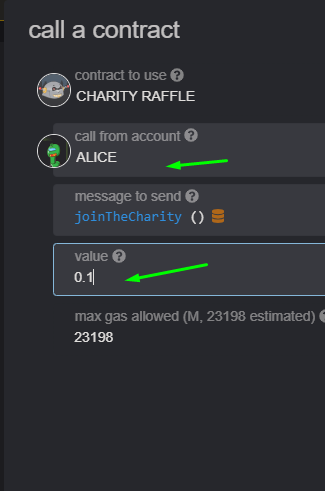 call a contract
contract to use ?
CHARITY RAFFLE
call from account ?
ALICE
message to send ?
joinTheCharity ()
value ?
0.1
max gas allowed (M, 23198 estimated) ?
23198